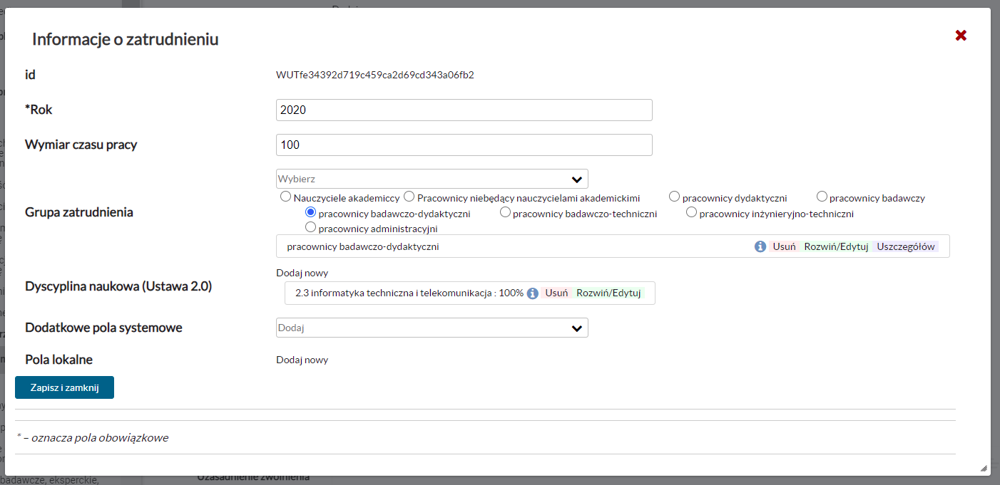 Informacje o zatrudnieniu
id WUTfe34392d719c459ca2d69cd343a06fb2
*Rok 2020
Wymiar czasu pracy 100
Wybierz
Nauczyciele akademiccy Pracownicy niebędący nauczycielami akademickimi pracownicy dydaktyczni pracownicy badawczy
Grupa zatrudnienia pracownicy badawczo-dydaktyczni pracownicy badawczo-techniczni pracownicy inżynieryjno-techniczni
pracownicy administracyjni
pracownicy badawczo-dydaktyczni Usuń Rozwiń/Edytuj Uszczegółów
Dodaj nowy
Dyscyplina naukowa (Ustawa 2.0)
2.3 informatyka techniczna i telekomunikacja : 100% Usuń Rozwiń/Edytuj
Dodatkowe pola systemowe Dodaj
Pola lokalne Dodaj nowy
Zapisz i zamknij
* – oznacza pola obowiązkowe
Uzasadnienie zwolnienia
badawcze, eksperckie,